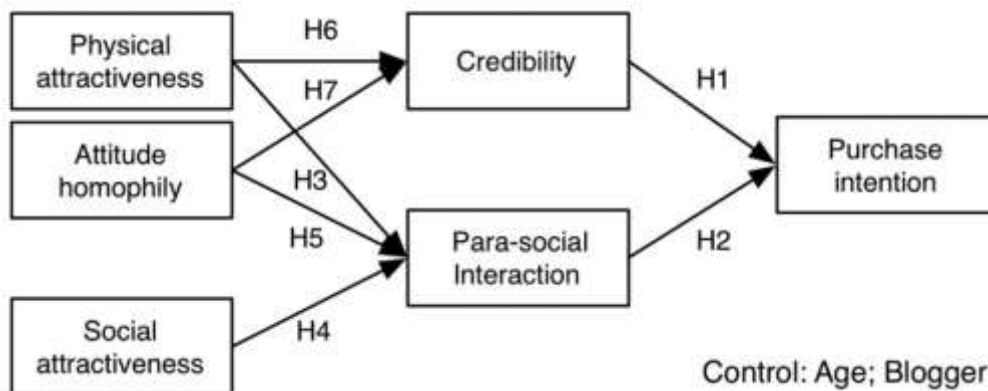 Physical
attractiveness
H6
Credibility
H1
H7
Attitude
homophily
Purchase
intention
H3
H5
Para-social
Interaction
H2
Social
attractiveness
H4
Control: Age; Blogger